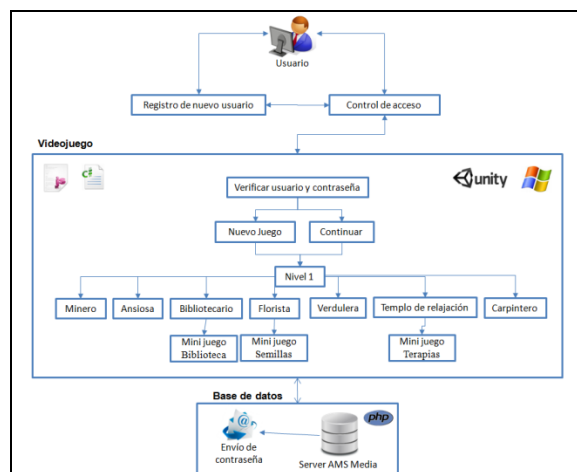 Usuario
Registro de nuevo usuario
Control de acceso
Videojuego
unity
Verificar usuario y contraseña
Nuevo Juego
Continuar
Nivel 1
Minero
Ansiosa
Bibliotecario
Florista
Verdulera
Templo de relajación
Carpintero
Mini juego
Biblioteca
Mini juego
Semillas
Mini juego
Terapias
Base de datos
php
Envío de
contraseña
Server AMS Media